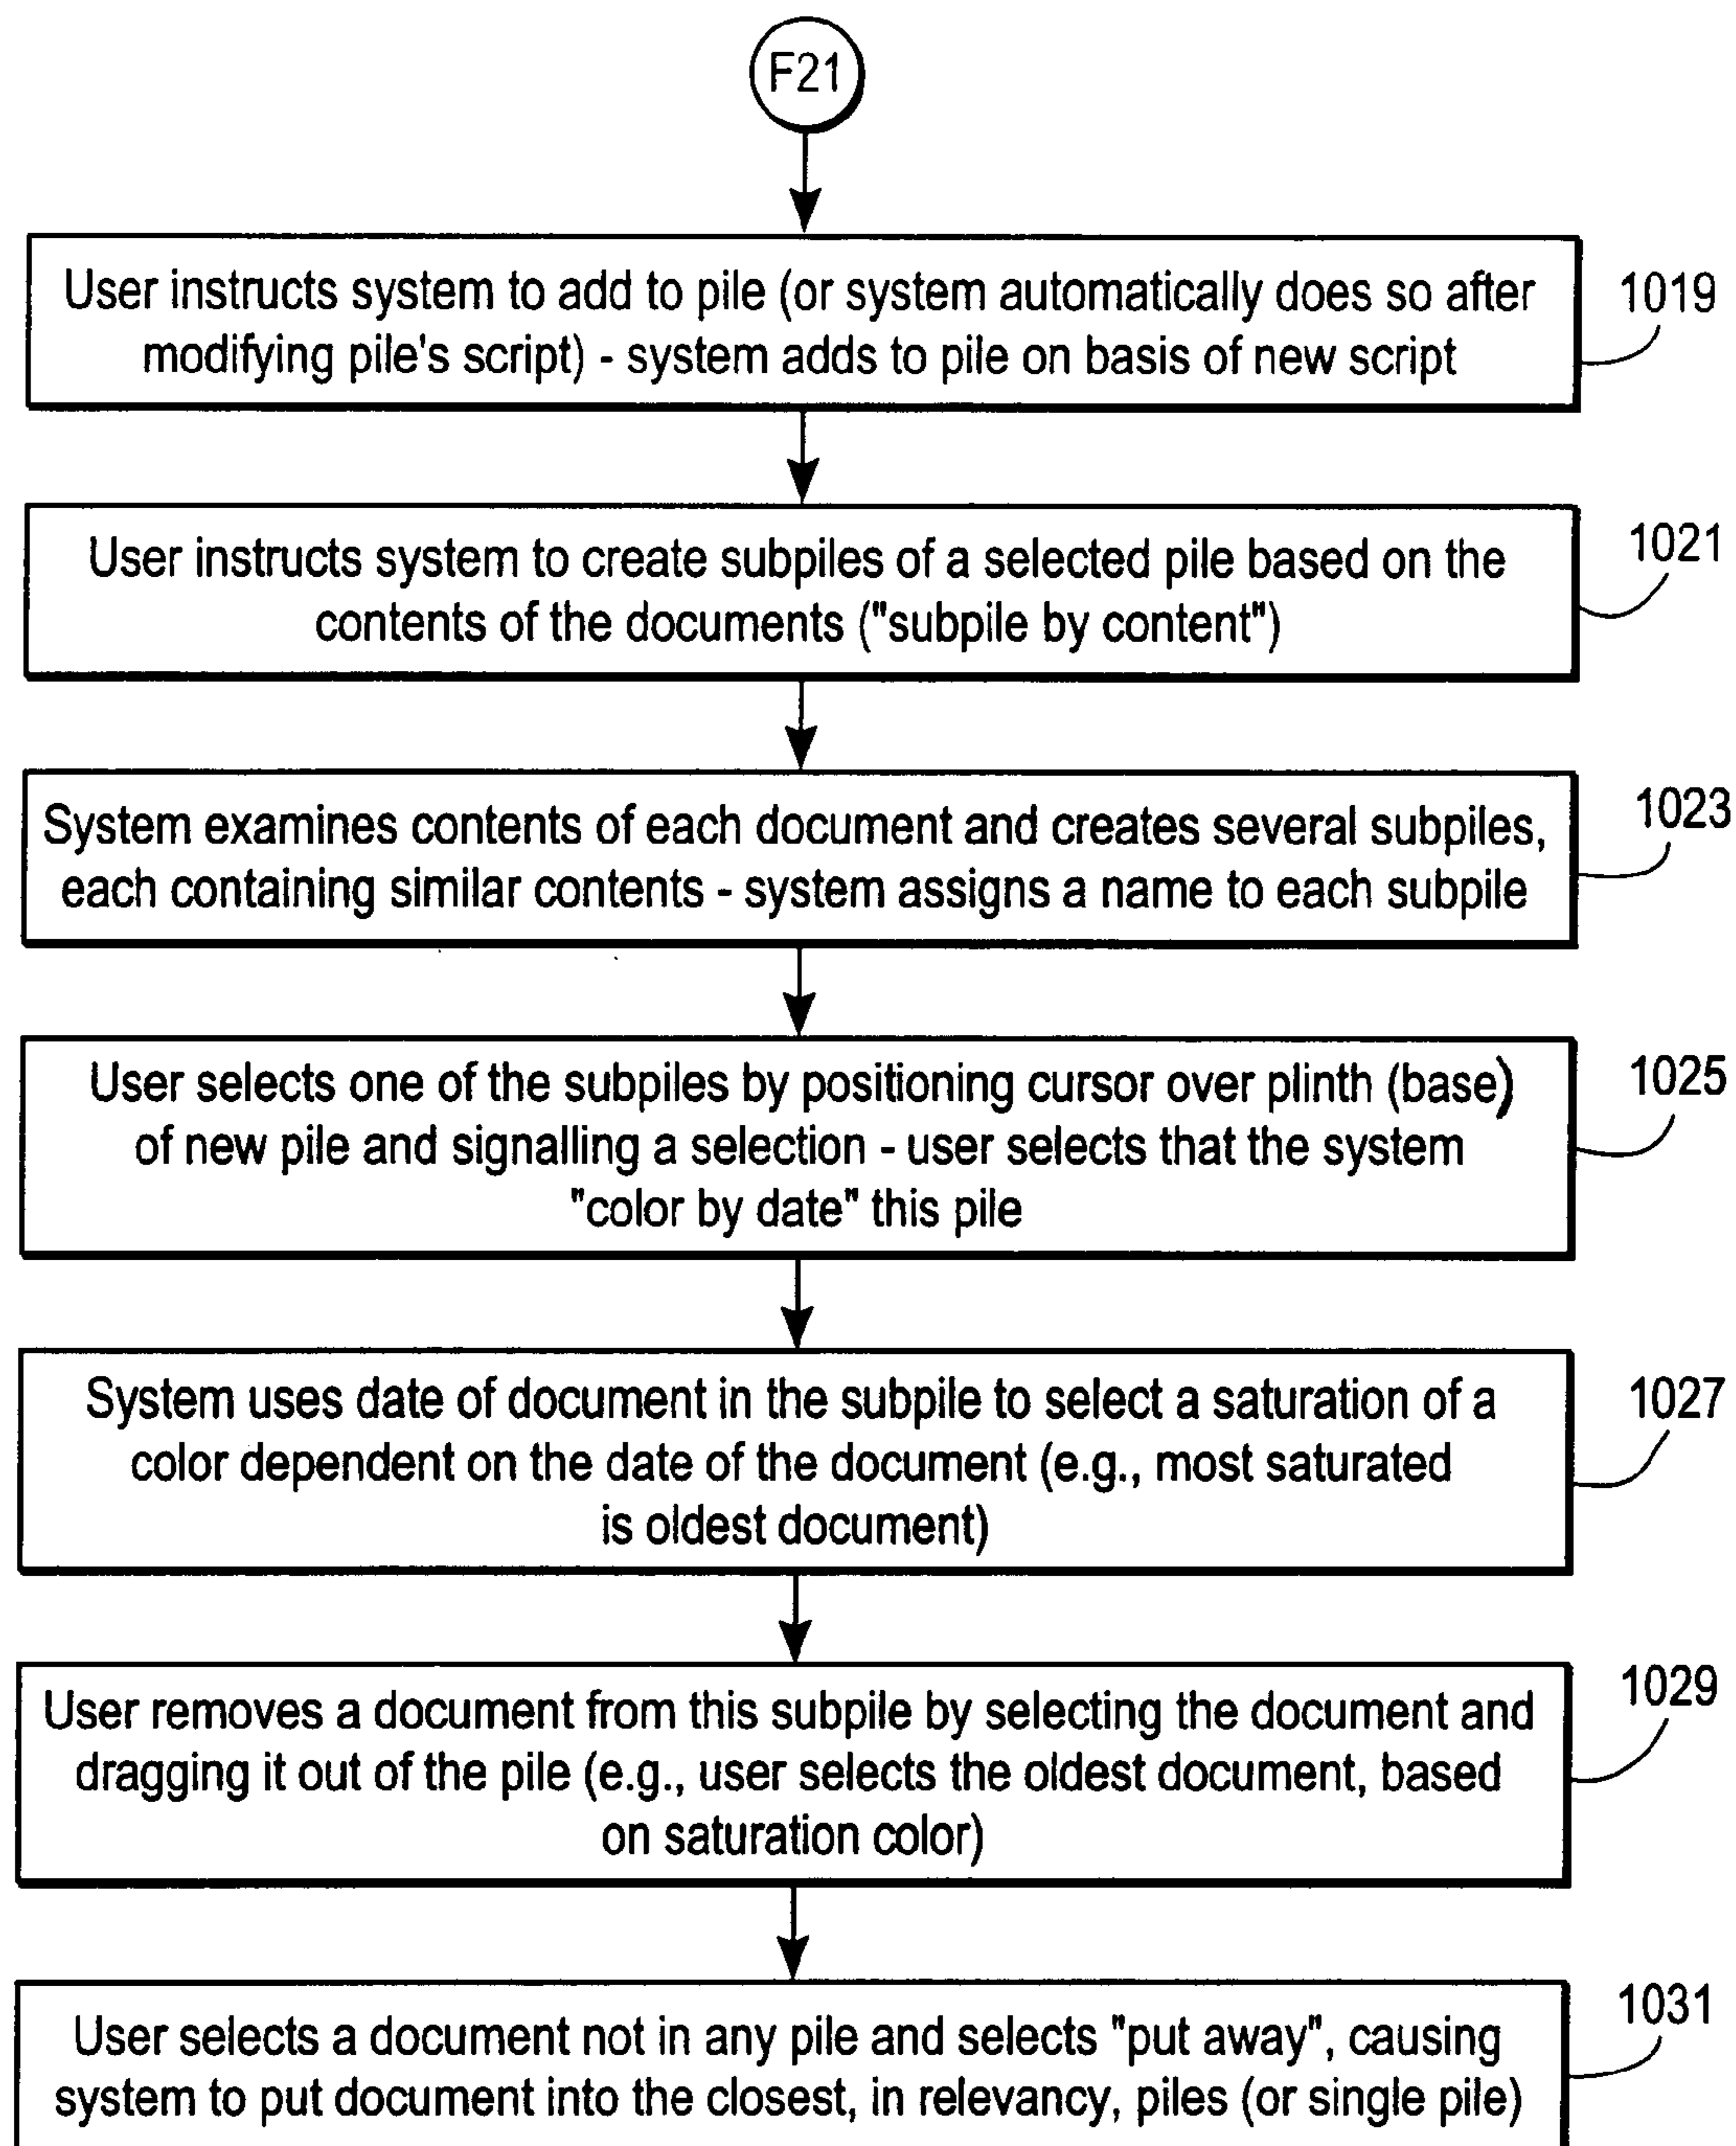 F21
User instructs system to add to pile (or system automatically does so after
modifying pile's script) - system adds to pile on basis of new script
1019
User instructs system to create subpiles of a selected pile based on the
contents of the documents ("subpile by content")
1021
System examines contents of each document and creates several subpiles,
each containing similar contents - system assigns a name to each subpile
1023
User selects one of the subpiles by positioning cursor over plinth (base)
of new pile and signalling a selection - user selects that the system
"color by date" this pile
1025
System uses date of document in the subpile to select a saturation of a
color dependent on the date of the document (e.g., most saturated
is oldest document)
1027
User removes a document from this subpile by selecting the document and
dragging it out of the pile (e.g., user selects the oldest document, based
on saturation color)
1029
User selects a document not in any pile and selects "put away", causing
system to put document into the closest, in relevancy, piles (or single pile)
1031